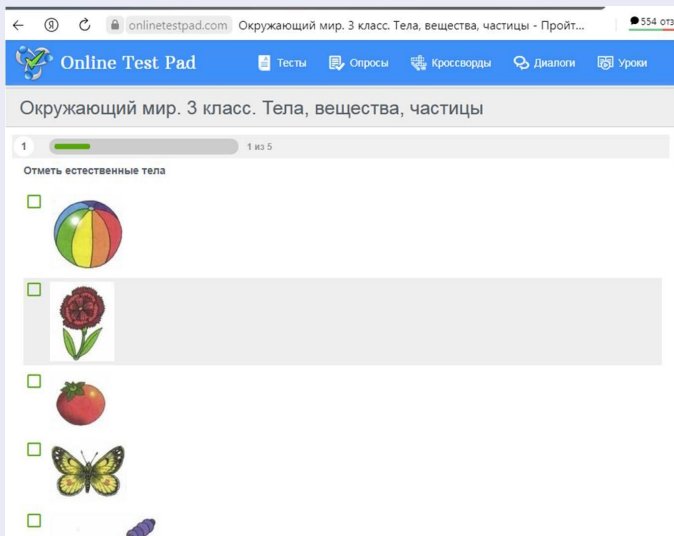 onlinetestpad.com Окружающий мир. 3 класс. Тела, вещества, частицы - Пройт... 554 отз
Online Test Pad Тесты Опросы Кроссворды Диалоги Уроки
Окружающий мир. 3 класс. Тела, вещества, частицы
1 1 из 5
Отметь естественные тела